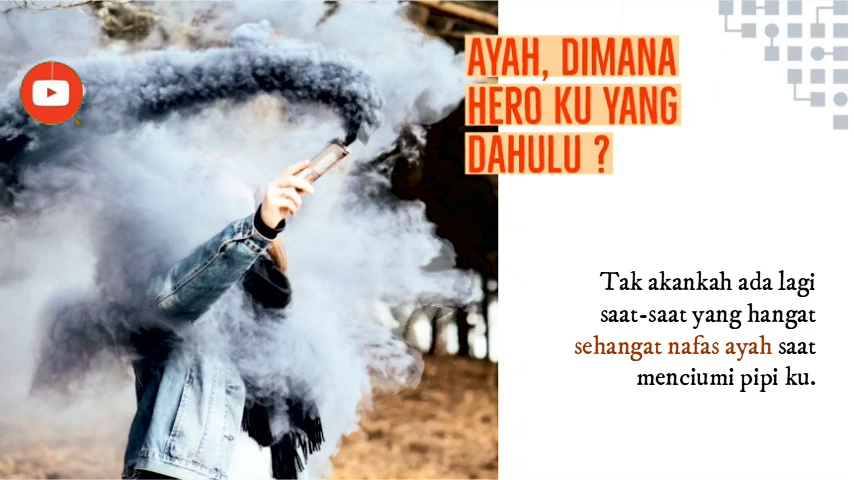 AYAH, DIMANA
HERO KU YANG
DAHULU ?
Tak akankah ada lagi
saat-saat yang hangat
sehangat nafas ayah saat
menciumi pipi ku.